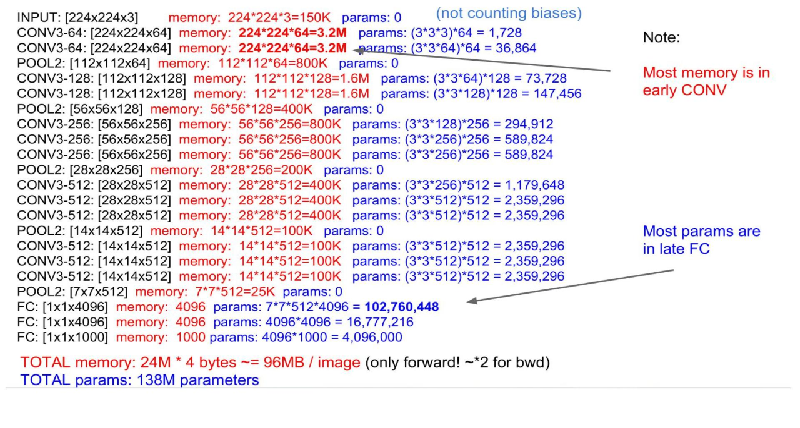 (not counting biases)
INPUT: [224x224x3] memory: 224*224*3=150K params: 0
CONV3-64: [224x224x64] memory: 224*224*64=3.2M params: (3*3*3)*64 = 1,728
CONV3-64: [224x224x64] memory: 224*224*64=3.2M params: (3*3*64)*64 = 36,864
POOL2: [112x112x64] memory: 112*112*64=800K params: 0
CONV3-128: [112x112x128] memory: 112*112*128=1.6M params: (3*3*64)*128 = 73,728
CONV3-128: [112x112x128] memory: 112*112*128=1.6M params: (3*3*128)*128 = 147,456
POOL2: [56x56x128] memory: 56*56*128=400K params: 0
CONV3-256: [56x56x256] memory: 56*56*256=800K params: (3*3*128)*256 = 294,912
CONV3-256: [56x56x256] memory: 56*56*256=800K params: (3*3*256)*256 = 589,824
CONV3-256: [56x56x256] memory: 56*56*256=800K params: (3*3*256)*256 = 589,824
POOL2: [28x28x256] memory: 28*28*256=200K params: 0
CONV3-512: [28x28x512] memory: 28*28*512=400K params: (3*3*256)*512 = 1,179,648
CONV3-512: [28x28x512] memory: 28*28*512=400K params: (3*3*512)*512 = 2,359,296
CONV3-512: [28x28x512] memory: 28*28*512=400K params: (3*3*512)*512 = 2,359,296
POOL2: [14x14x512] memory: 14*14*512=100K params: 0
CONV3-512: [14x14x512] memory: 14*14*512=100K params: (3*3*512)*512 = 2,359,296
CONV3-512: [14x14x512] memory: 14*14*512=100K params: (3*3*512)*512 = 2,359,296
CONV3-512: [14x14x512] memory: 14*14*512=100K params: (3*3*512)*512 = 2,359,296
POOL2: [7x7x512] memory: 7*7*512=25K params: 0
FC: [1x1x4096] memory: 4096 params: 7*7*512*4096 = 102,760,448
FC: [1x1x4096] memory: 4096 params: 4096*4096 = 16,777,216
FC: [1x1x1000] memory: 1000 params: 4096*1000 = 4,096,000
TOTAL memory: 24M * 4 bytes ~= 96MB / image (only forward! ~*2 for bwd)
TOTAL params: 138M parameters
Note:
Most memory is in
early CONV
Most params are
in late FC